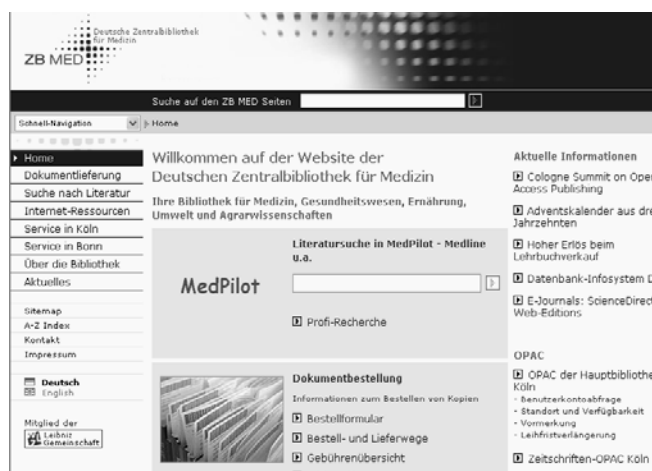 Deutsche Zentralbibliothek
für Medizin
ZB MED
Suche auf den ZB MED Seiten
Schnell-Navigation
Home
Home
Dokumentlieferung
Suche nach Literatur
Internet-Ressourcen
Service in Köln
Service in Bonn
Über die Bibliothek
Aktuelles
Sitemap
A-Z Index
Kontakt
Impressum
Deutsch
English
Mitglied der
Leibniz
Gemeinschaft
Willkommen auf der Website der
Deutschen Zentralbibliothek für Medizin
Ihre Bibliothek für Medizin, Gesundheitswesen, Ernährung,
Umwelt und Agrarwissenschaften
MedPilot
Literatursuche in MedPilot - Medline
u.a.
Profi-Recherche
Dokumentbestellung
Informationen zum Bestellen von Kopien
Bestellformular
Bestell- und Lieferwege
Gebührenübersicht
Aktuelle Informationen
Cologne Summit on Open
Access Publishing
Adventskalender aus dre
Jahrzehnten
Hoher Erlös beim
Lehrbuchverkauf
Datenbank-Infosystem D
E-Journals: ScienceDirect
Web-Editions
OPAC
OPAC der Hauptbibliothe
Köln
- Benutzerkontoabfrage
- Standort und Verfügbarkeit
- Vormerkung
- Leihfristverlängerung
Zeitschriften-OPAC Köln